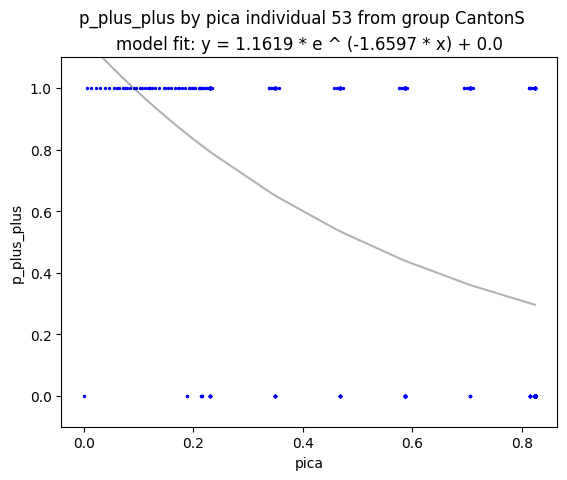 p_plus_plus by pica individual 53 from group CantonS
model fit: y = 1.1619 * e ^ (-1.6597 * x) + 0.0
1.0
0.8
0.6
0.4
0.2
0.0
p_plus_plus
0.0 0.2 0.4 0.6 0.8
pica